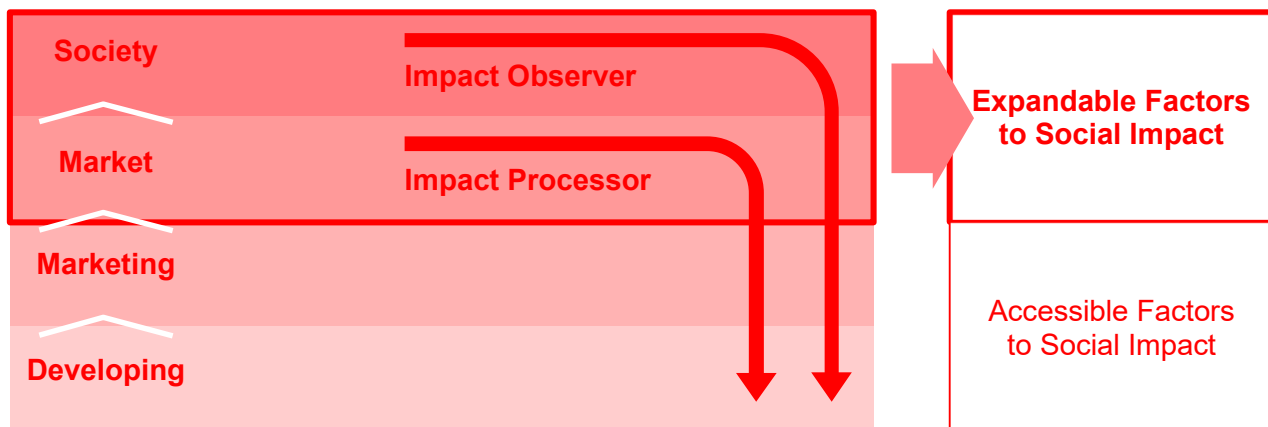 Society
Impact Observer
Market
Impact Processor
Marketing
Developing
Expandable Factors
to Social Impact
Accessible Factors
to Social Impact